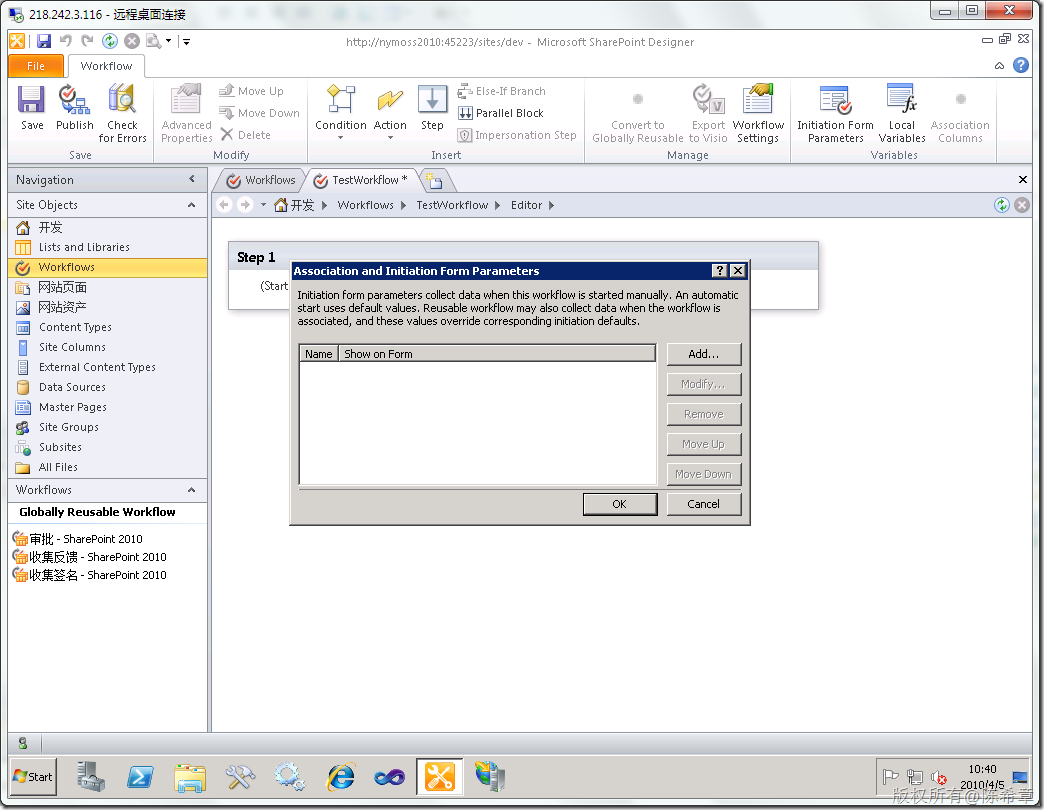 218.242.3.116 - 远程桌面连接
http://nymoss2010:45223/sites/dev - Microsoft SharePoint Designer
File
Workflow
Save
Publish
Check for Errors
Save
Advanced Properties
Move Up
Move Down
Delete
Modify
Condition
Action
Step
Else-If Branch
Parallel Block
Impersonation Step
Insert
Convert to Globally Reusable
Export to Visio
Workflow Settings
Manage
Initiation Form Parameters
Local Variables
Association Columns
Variables
Navigation
Site Objects
开发
Lists and Libraries
Workflows
网站页面
网站资产
Content Types
Site Columns
External Content Types
Data Sources
Master Pages
Site Groups
Subsites
All Files
Workflows
Globally Reusable Workflow
审批 - SharePoint 2010
收集反馈 - SharePoint 2010
收集签名 - SharePoint 2010
Workflows
TestWorkflow *
开发 Workflows TestWorkflow Editor
Step 1
(Start
Association and Initiation Form Parameters
Initiation form parameters collect data when this workflow is started manually. An automatic
start uses default values. Reusable workflow may also collect data when the workflow is
associated, and these values override corresponding initiation defaults.
Name Show on Form
Add...
Modify...
Remove
Move Up
Move Down
OK
Cancel
Start
10:40
2010/4/5
版权所有@陈希章